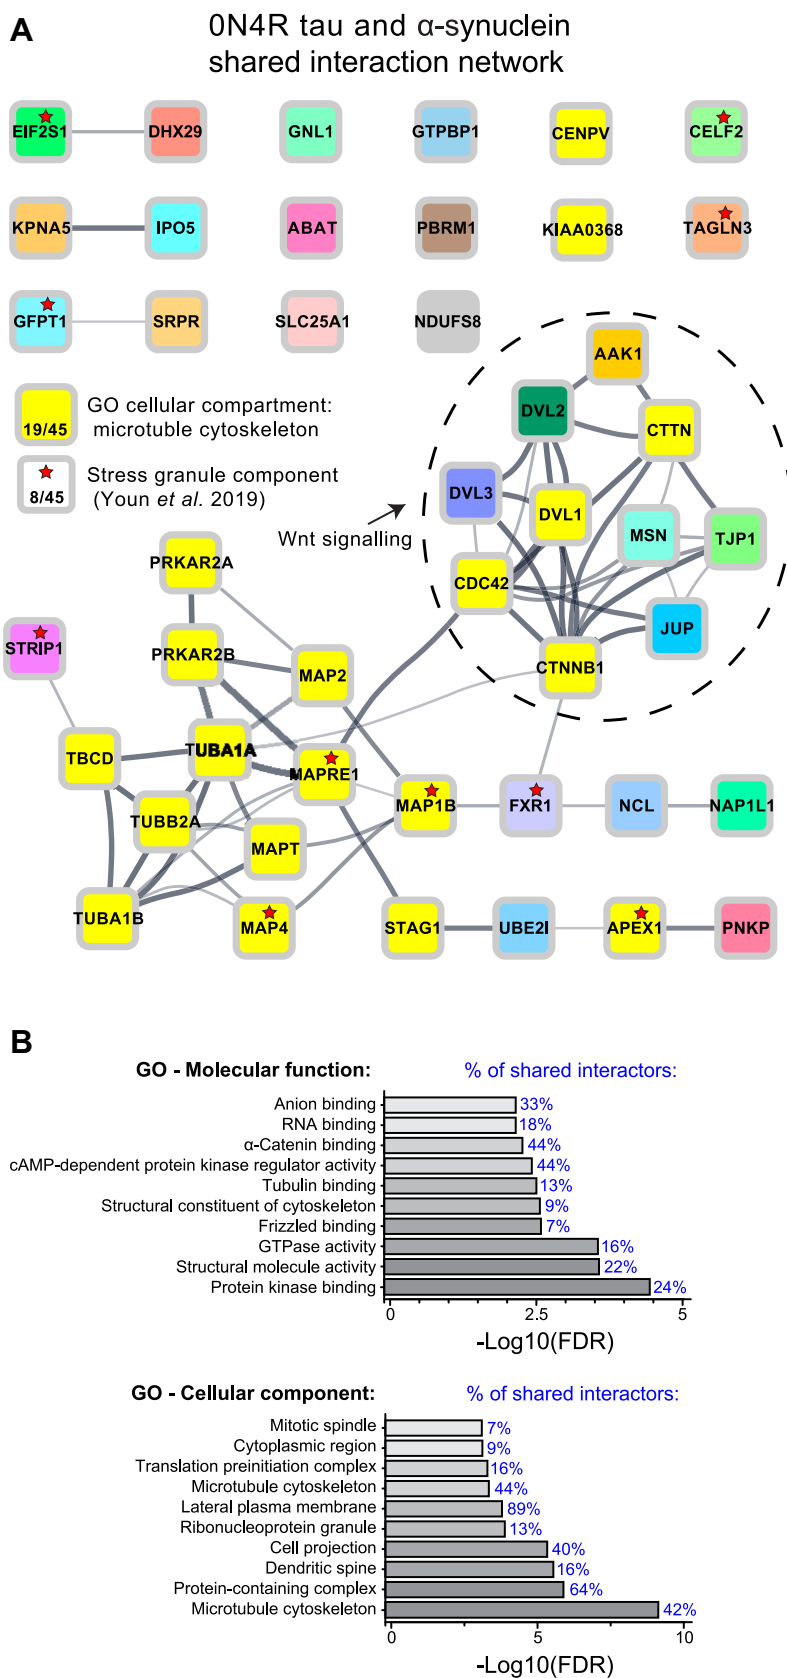 A
0N4R tau and α-synuclein
shared interaction network
EIF2S1
DHX29
GNL1
GTPBP1
CENPV
CELF2
KPNA5
IPO5
ABAT
PBRM1
KIAA0368
TAGLN3
GFPT1
SRPR
SLC25A1
NDUFS8
AAK1
GO cellular compartment:
microtuble cytoskeleton
19/45
DVL2
CTTN
Stress granule component
(Youn et al. 2019)
8/45
DVL3
DVL1
MSN
TJP1
Wnt signalling
CDC42
JUP
CTNNB1
PRKAR2A
STRIP1
PRKAR2B
MAP2
TBCD
TUBA1A
MAPRE1
TUBB2A
MAP1B
FXR1
NCL
NAP1L1
MAPT
TUBA1B
MAP4
STAG1
UBE2I
APEX1
PNKP
B
GO - Molecular function: % of shared interactors:
Anion binding 33%
RNA binding 18%
α-Catenin binding 44%
cAMP-dependent protein kinase regulator activity 44%
Tubulin binding 13%
Structural constituent of cytoskeleton 9%
Frizzled binding 7%
GTPase activity 16%
Structural molecule activity 22%
Protein kinase binding 24%
0 2.5 5
-Log10(FDR)
GO - Cellular component: % of shared interactors:
Mitotic spindle 7%
Cytoplasmic region 9%
Translation preinitiation complex 16%
Microtubule cytoskeleton 44%
Lateral plasma membrane 89%
Ribonucleoprotein granule 13%
Cell projection 40%
Dendritic spine 16%
Protein-containing complex 64%
Microtubule cytoskeleton 42%
0 5 10
-Log10(FDR)